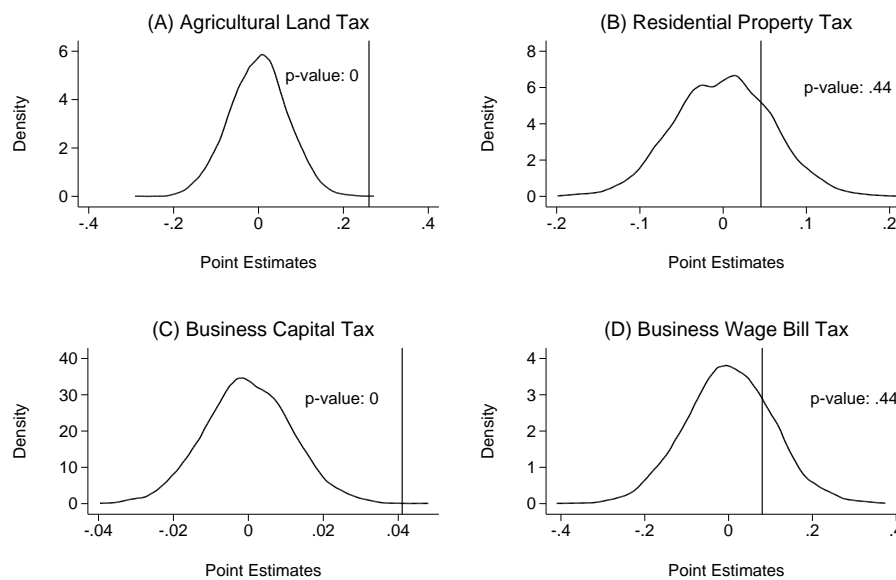 (A) Agricultural Land Tax
Density
6
4
2
0
p-value: 0
-.4 -.2 0 .2 .4
Point Estimates
(B) Residential Property Tax
Density
8
6
4
2
0
p-value: .44
-.2 -.1 0 .1 .2
Point Estimates
(C) Business Capital Tax
Density
40
30
20
10
0
p-value: 0
-.04 -.02 0 .02 .04
Point Estimates
(D) Business Wage Bill Tax
Density
4
3
2
1
0
p-value: .44
-.4 -.2 0 .2 .4
Point Estimates